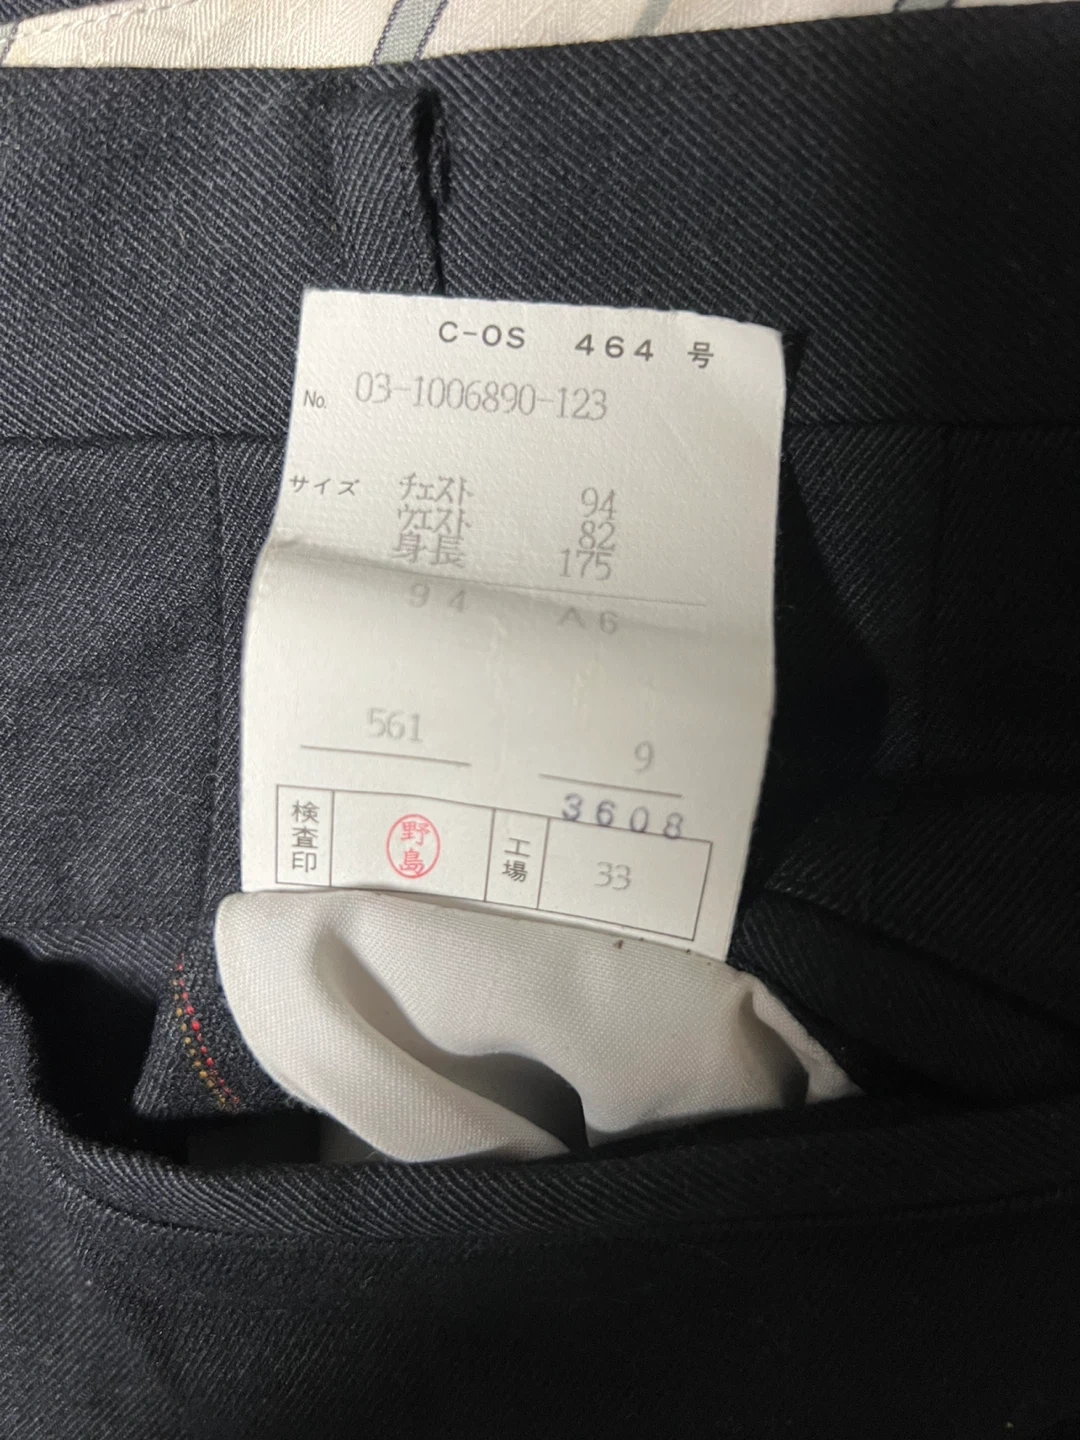 C-OS 464 号
No. 03-1006890-123
サイズ チェスト 94
ウエスト 82
身長 175
94 A6
561 9
3608
検査印 野島 工場 33